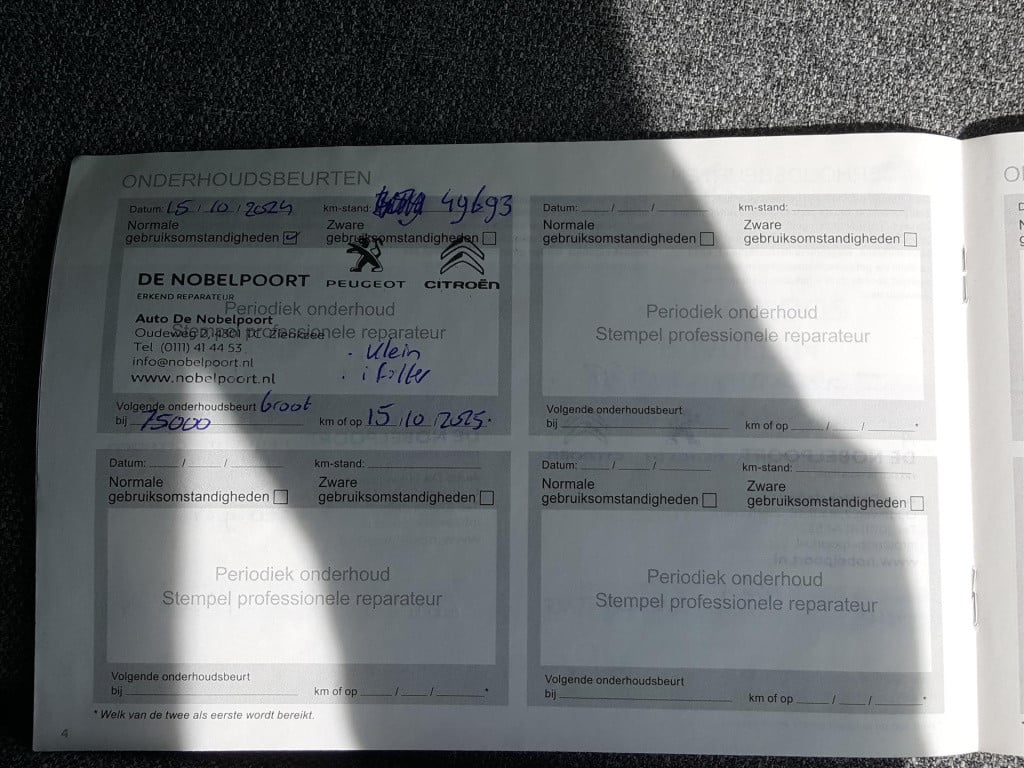 ONDERHOUDSBEURTEN
Datum: 15 / 10 / 2024 km-stand: 49693
Normale gebruiksomstandigheden
Zware gebruiksomstandigheden
PEUGEOT CITROËN
DE NOBELPOORT
ERKEND REPARATEUR
Periodiek onderhoud
Stempel professionele reparateur
Auto De Nobelpoort
Oudeweg 2, 4301 Zierikzee
Tel (0111) 41 44 53
info@nobelpoort.nl
www.nobelpoort.nl
. Klein
. i filter
Volgende onderhoudsbeurt Groot
bij 75000 km of op 15 / 10 / 2025.
Datum: / / km-stand:
Normale gebruiksomstandigheden
Zware gebruiksomstandigheden
Periodiek onderhoud
Stempel professionele reparateur
Volgende onderhoudsbeurt
bij km of op / / *
Datum: / / km-stand:
Normale gebruiksomstandigheden
Zware gebruiksomstandigheden
Periodiek onderhoud
Stempel professionele reparateur
Volgende onderhoudsbeurt
bij km of op / / *
Datum: / / km-stand:
Normale gebruiksomstandigheden
Zware gebruiksomstandigheden
Periodiek onderhoud
Stempel professionele reparateur
Volgende onderhoudsbeurt
bij km of op / / *
* Welk van de twee als eerste wordt bereikt.
4